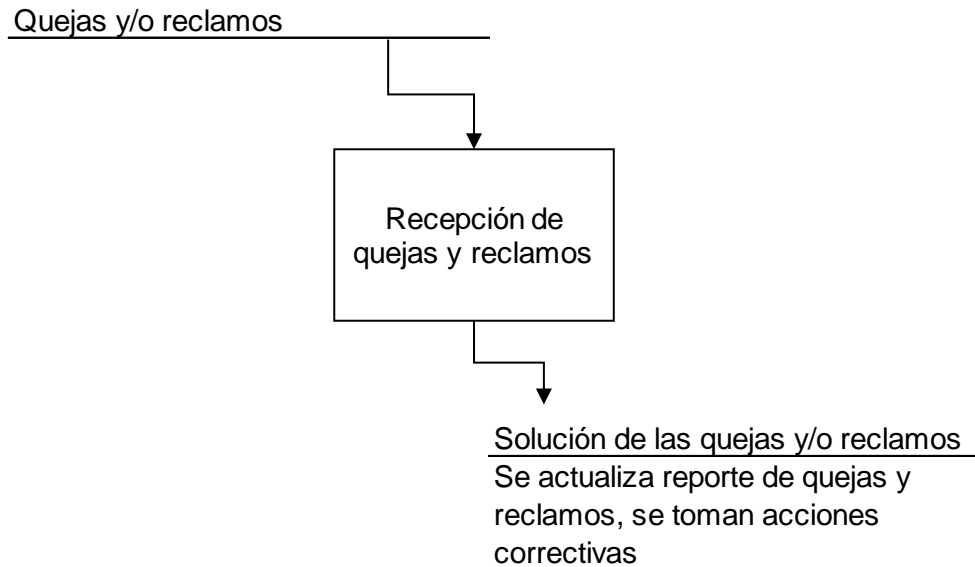 Quejas y/o reclamos
Recepción de
quejas y reclamos
Solución de las quejas y/o reclamos
Se actualiza reporte de quejas y
reclamos, se toman acciones
correctivas